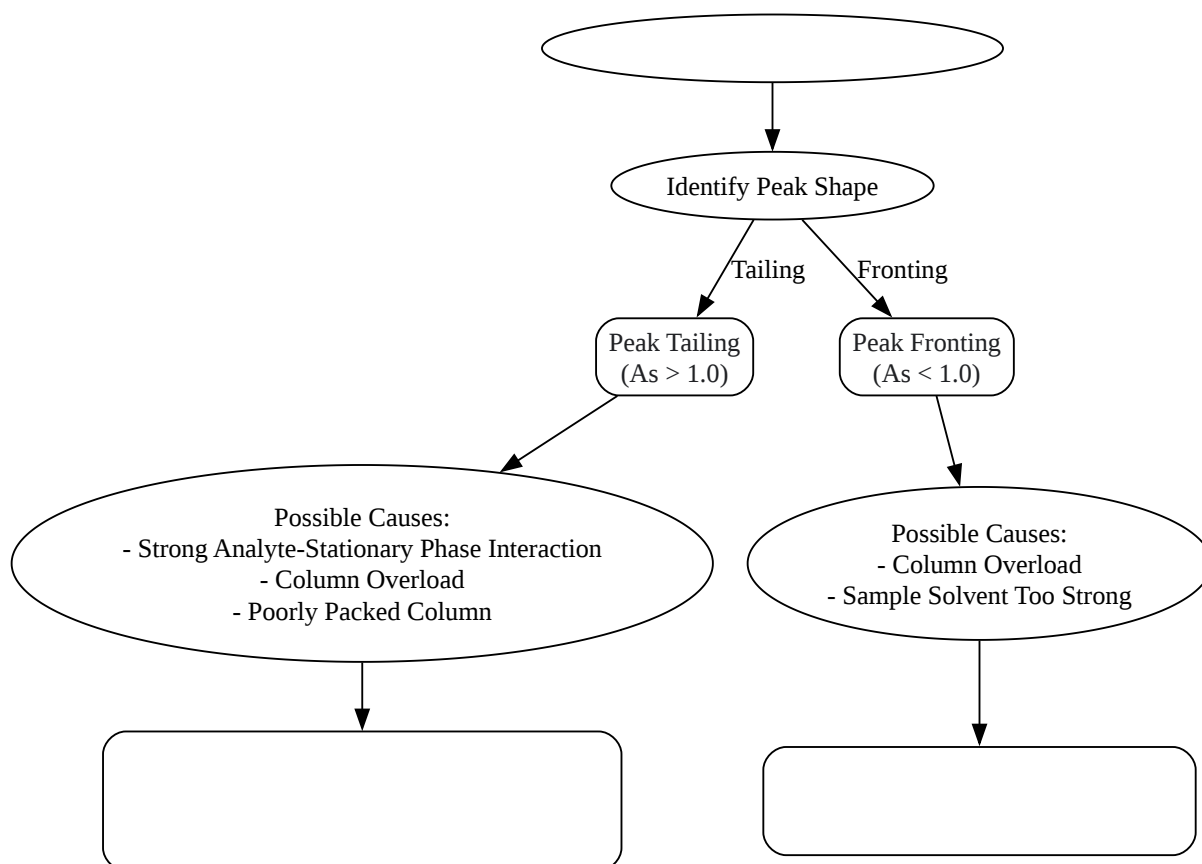 Identify Peak Shape
Tailing
Fronting
Peak Tailing
(As > 1.0)
Peak Fronting
(As < 1.0)
Possible Causes:
- Strong Analyte-Stationary Phase Interaction
- Column Overload
- Poorly Packed Column
Possible Causes:
- Column Overload
- Sample Solvent Too Strong